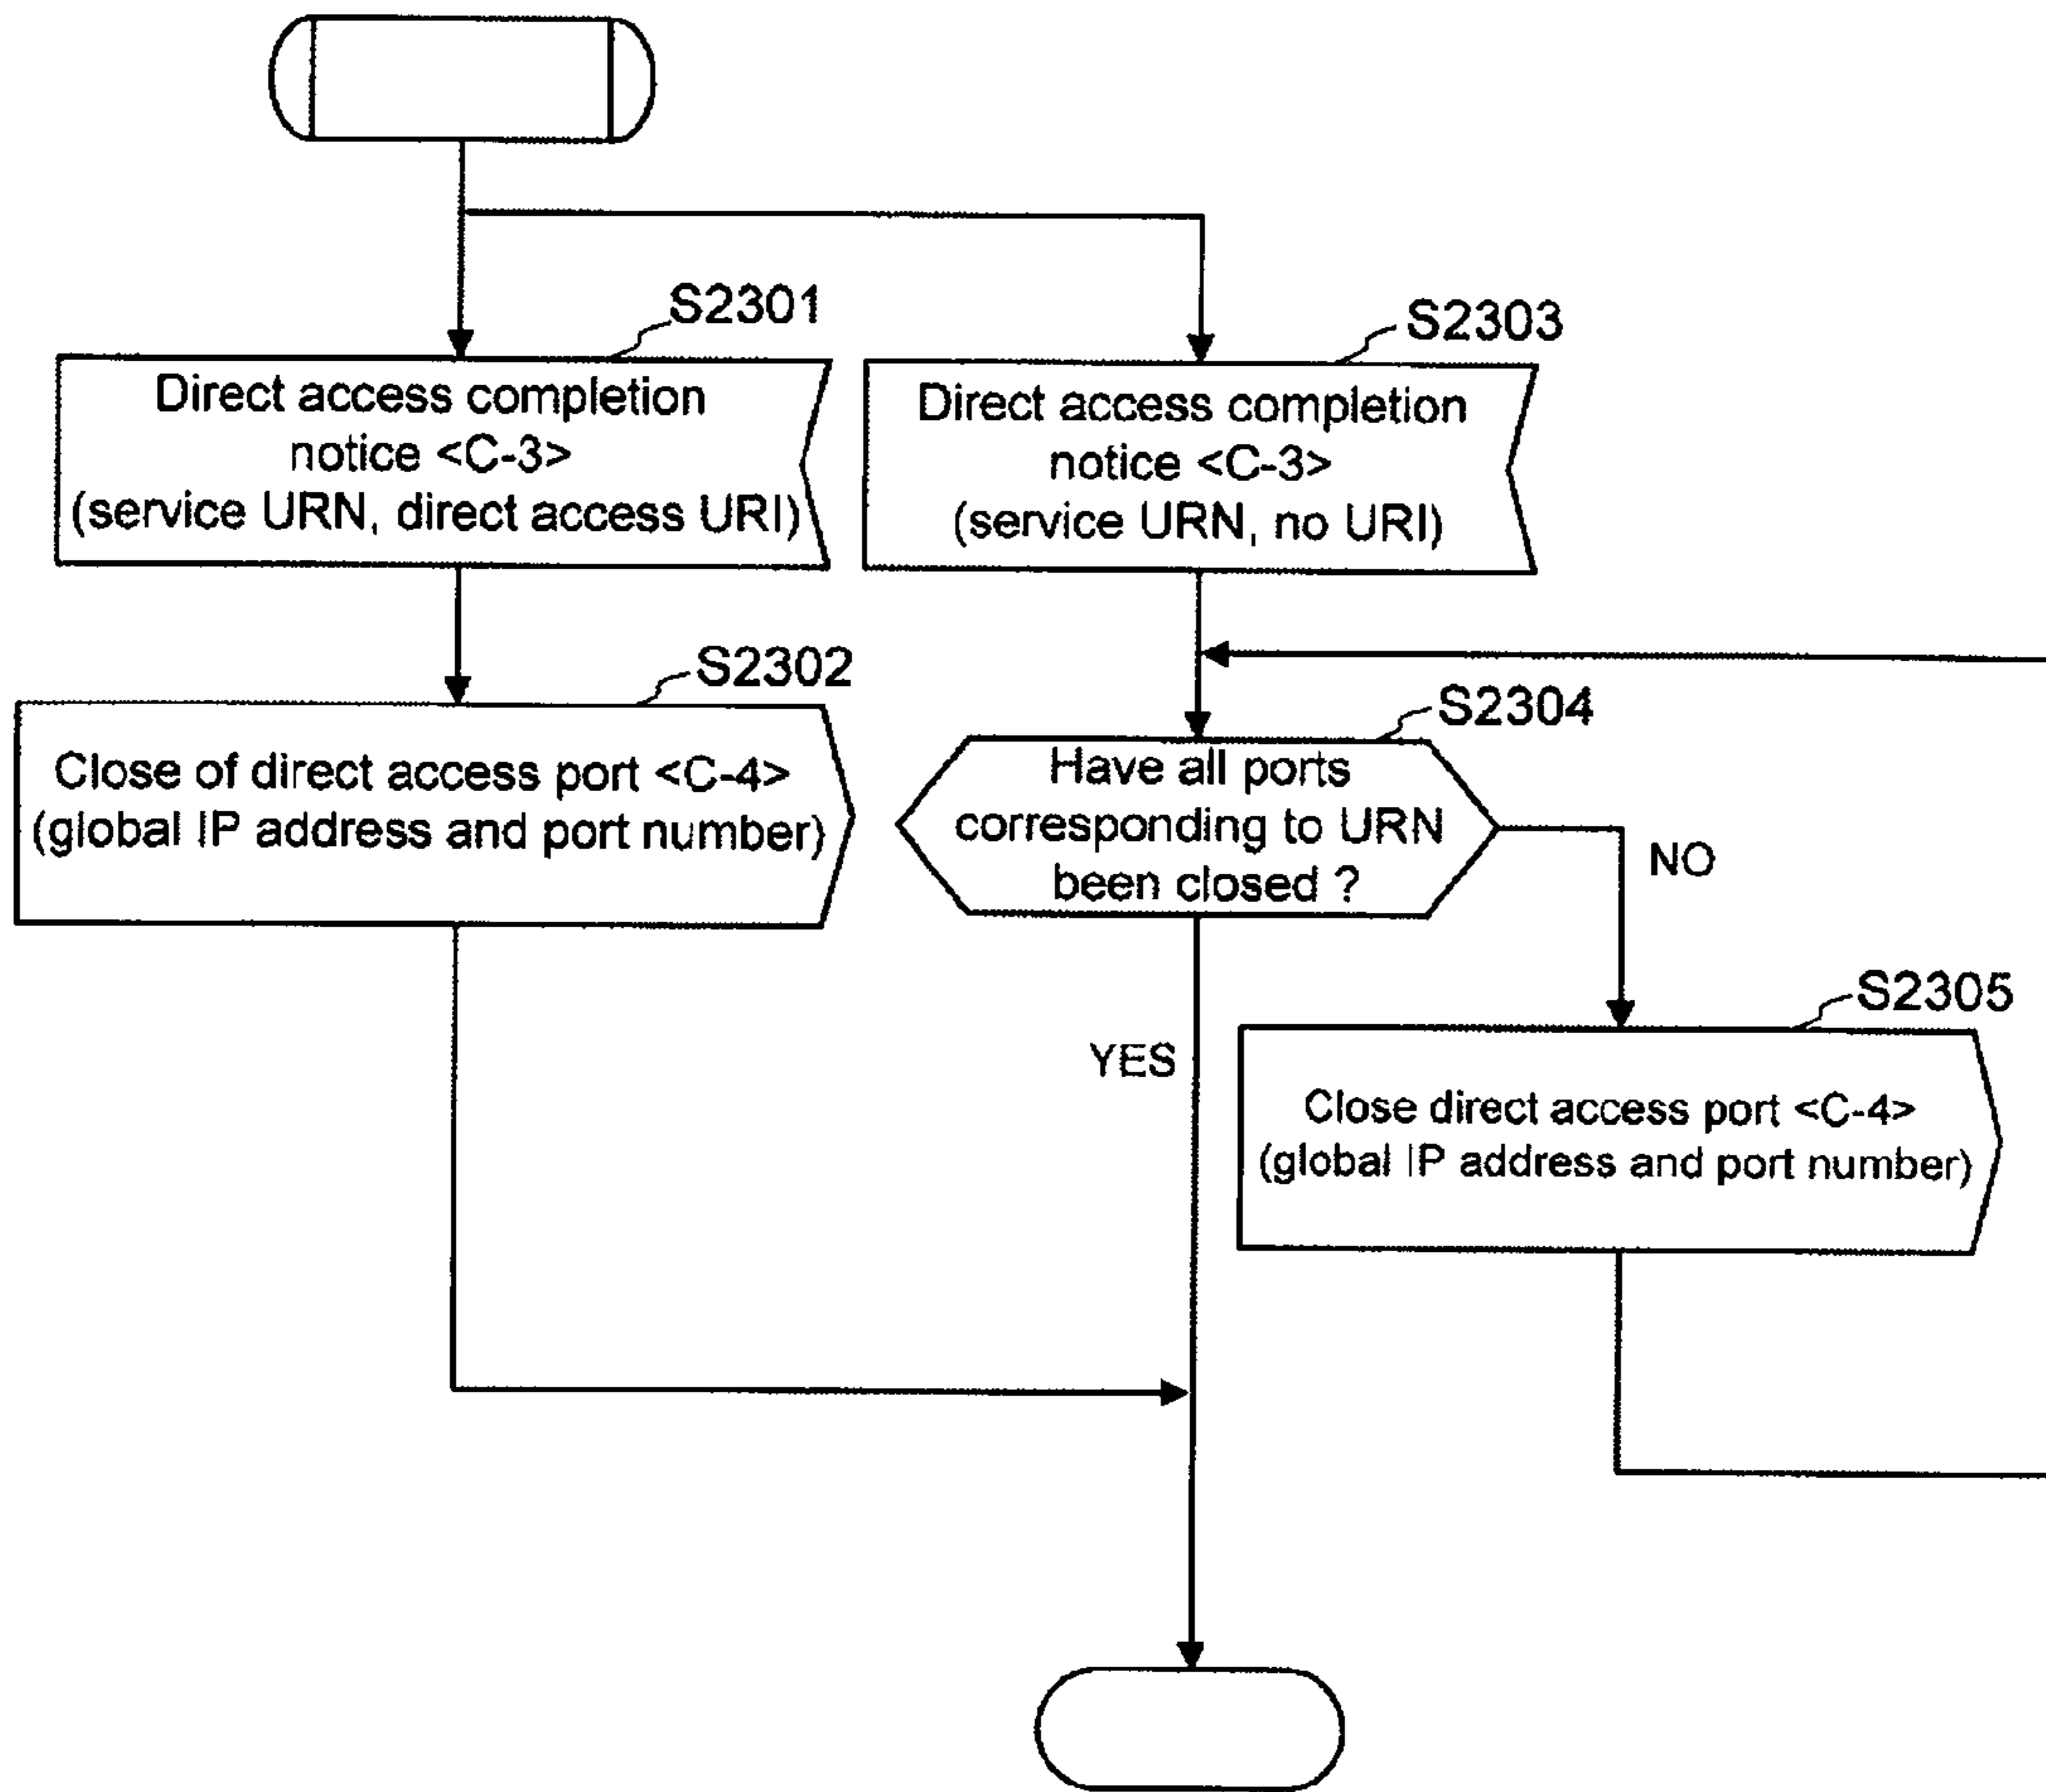 S2301
Direct access completion
notice <C-3>
(service URN, direct access URI)
S2303
Direct access completion
notice <C-3>
(service URN, no URI)
S2302
Close of direct access port <C-4>
(global IP address and port number)
S2304
Have all ports
corresponding to URN
been closed ?
NO
YES
S2305
Close direct access port <C-4>
(global IP address and port number)